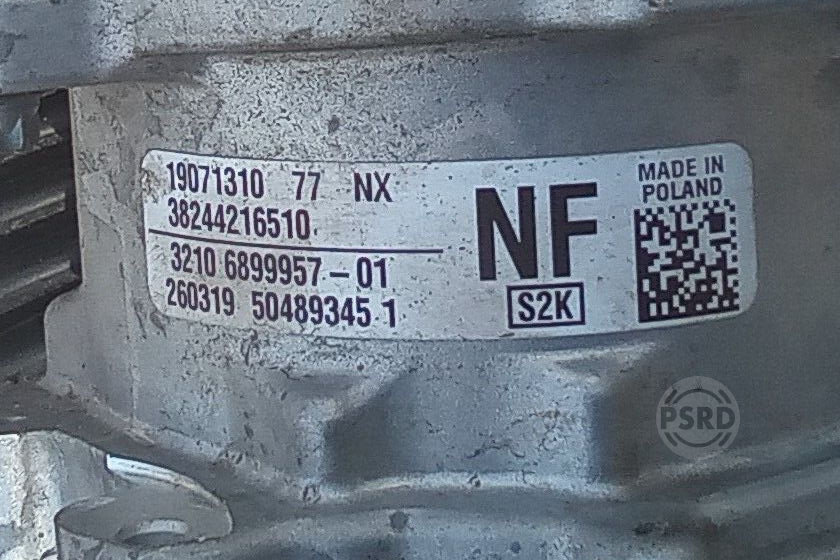 19071310 77 NX
38244216510
3210 6899957-01
260319 50489345 1
NF
S2K
MADE IN
POLAND
PSRD